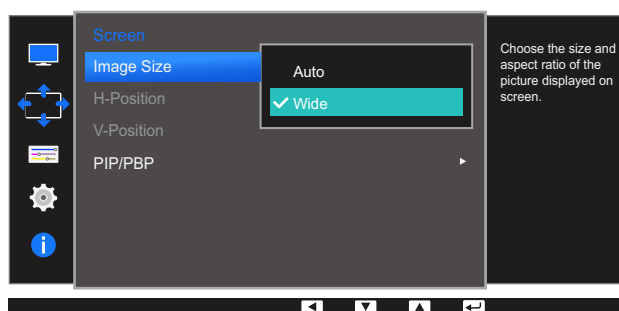 Screen
Image Size
Auto
H-Position
Wide
V-Position
PIP/PBP
Choose the size and
aspect ratio of the
picture displayed on
screen.